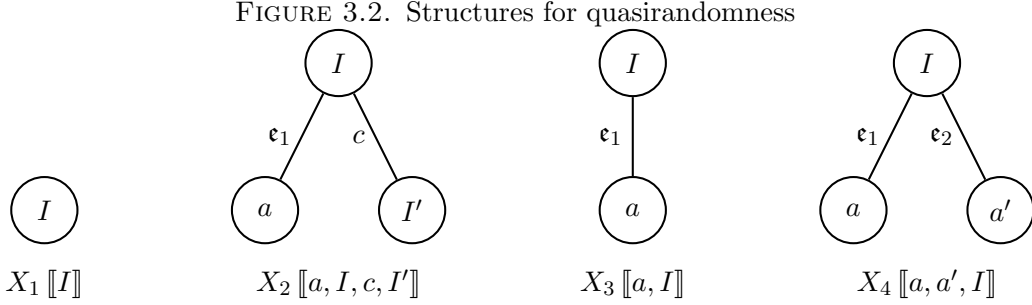 FIGURE 3.2. Structures for quasirandomness
I I I
𝔢₁ c 𝔢₁ 𝔢₁ 𝔢₂
I a I′ a a a′
X₁ ⟦I⟧ X₂ ⟦a, I, c, I′⟧ X₃ ⟦a, I⟧ X₄ ⟦a, a′, I⟧